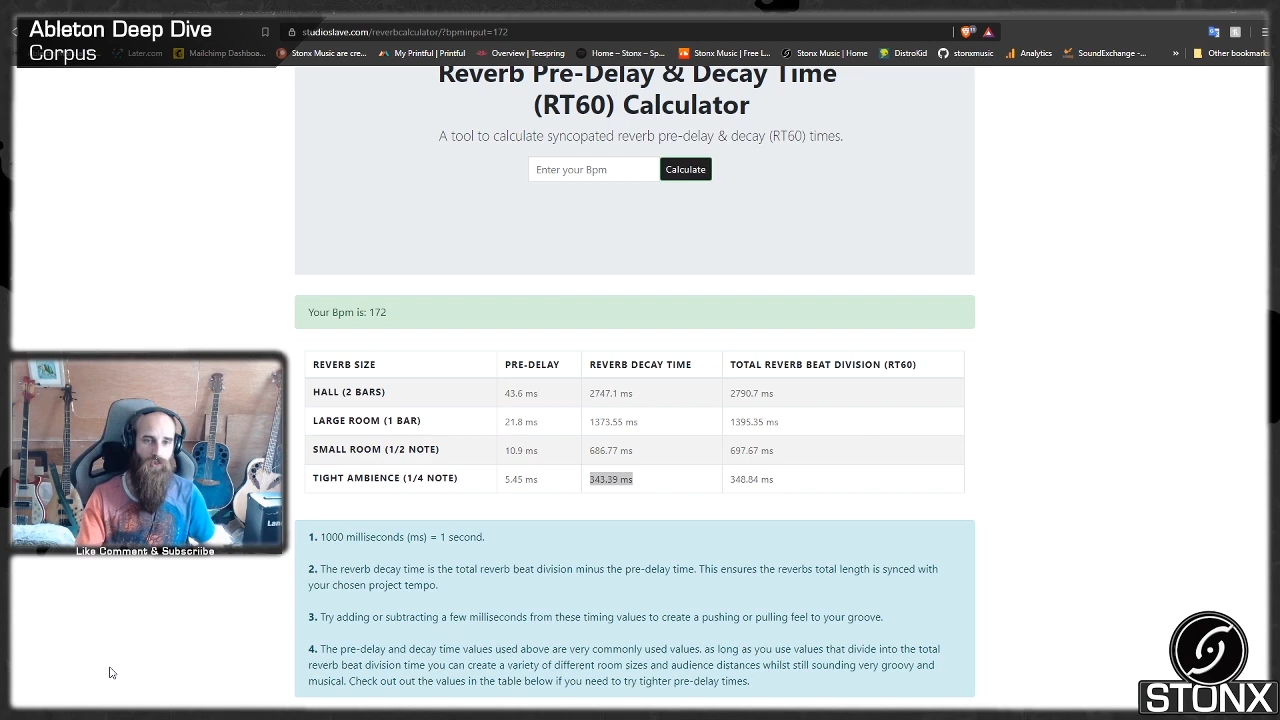 Ableton Deep Dive
Corpus
studioslave.com/reverbcalculator/?bpminput=172
Later.com
Mailchimp Dashboa...
Stonx Music are cre...
My Printful | Printful
Overview | Teespring
Home – Stonx – Sp...
Stonx Music | Free L...
Stonx Music | Home
DistroKid
stonxmusic
Analytics
SoundExchange -...
»
Other bookmarks
Reverb Pre-Delay & Decay Time
(RT60) Calculator
A tool to calculate syncopated reverb pre-delay & decay (RT60) times.
Enter your Bpm
Calculate
Your Bpm is: 172
REVERB SIZE PRE-DELAY REVERB DECAY TIME TOTAL REVERB BEAT DIVISION (RT60)
HALL (2 BARS) 43.6 ms 2747.1 ms 2790.7 ms
LARGE ROOM (1 BAR) 21.8 ms 1373.55 ms 1395.35 ms
SMALL ROOM (1/2 NOTE) 10.9 ms 686.77 ms 697.67 ms
TIGHT AMBIENCE (1/4 NOTE) 5.45 ms 343.39 ms 348.84 ms
1. 1000 milliseconds (ms) = 1 second.
2. The reverb decay time is the total reverb beat division minus the pre-delay time. This ensures the reverbs total length is synced with
your chosen project tempo.
3. Try adding or subtracting a few milliseconds from these timing values to create a pushing or pulling feel to your groove.
4. The pre-delay and decay time values used above are very commonly used values. as long as you use values that divide into the total
reverb beat division time you can create a variety of different room sizes and audience distances whilst still sounding very groovy and
musical. Check out out the values in the table below if you need to try tighter pre-delay times.
Like Comment & Subscriibe
STONX